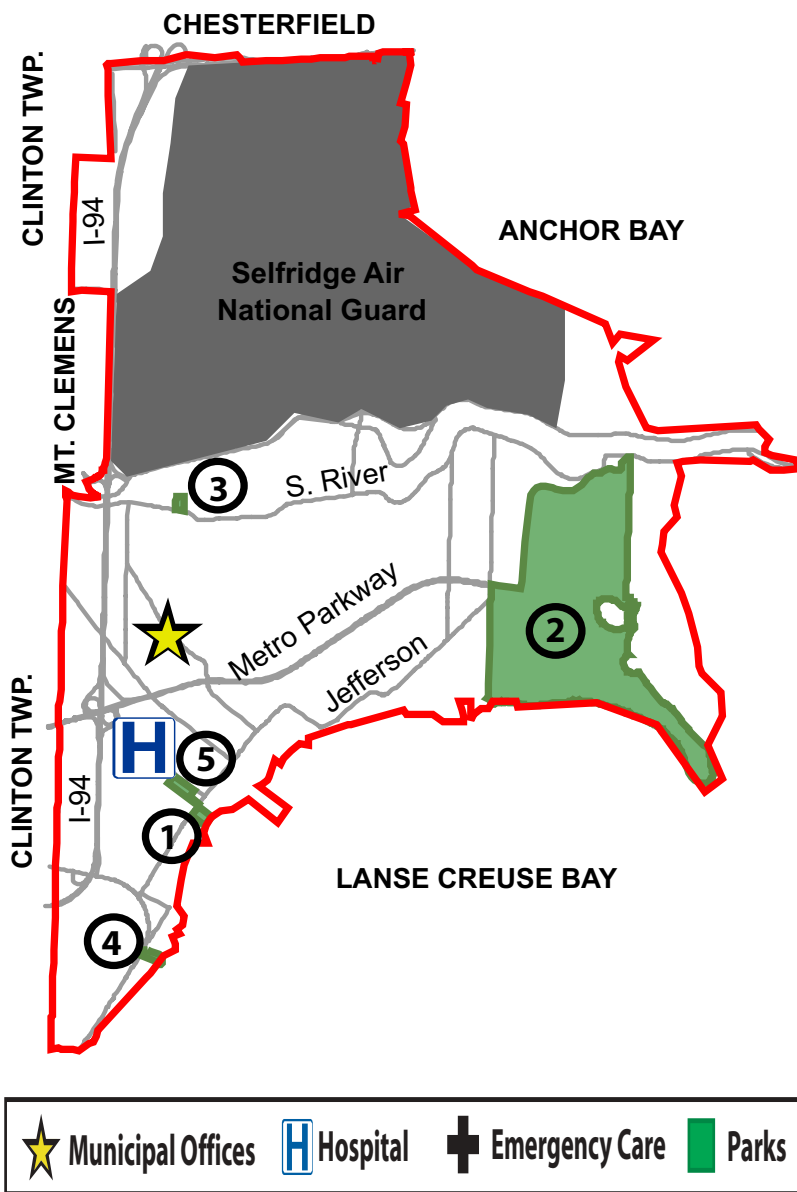 CHESTERFIELD
CLINTON TWP.
I-94
ANCHOR BAY
Selfridge Air
National Guard
MT. CLEMENS
3
S. River
Metro Parkway
2
Jefferson
CLINTON TWP.
H
5
I-94
1
LANSE CREUSE BAY
4
Municipal Offices
H Hospital
Emergency Care
Parks